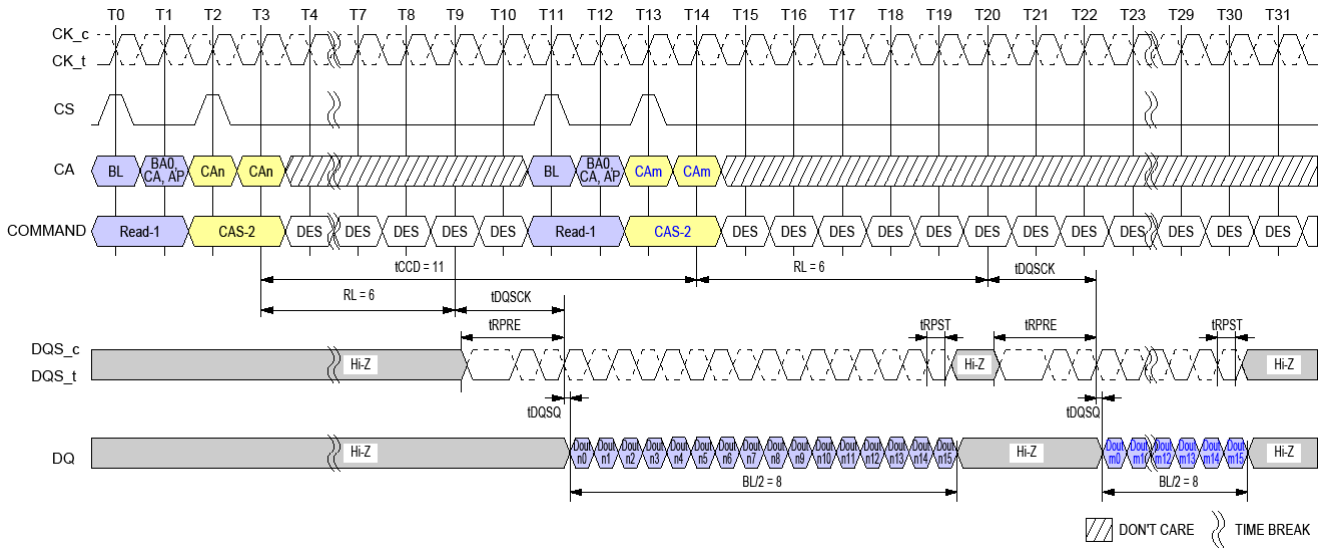 T0 T1 T2 T3 T4 T7 T8 T9 T10 T11 T12 T13 T14 T15 T16 T17 T18 T19 T20 T21 T22 T23 T29 T30 T31
CK_c
CK_t
CS
CA BL BA0, CA, AP CAn CAn BL BA0, CA, AP CAm CAm
COMMAND Read-1 CAS-2 DES DES DES DES DES Read-1 CAS-2 DES DES DES DES DES DES DES DES DES DES DES DES
tCCD = 11 RL = 6 tDQSCK
RL = 6 tDQSCK
tRPRE tRPST tRPRE tRPST
DQS_c
DQS_t
Hi-Z Hi-Z Hi-Z
tDQSQ tDQSQ
DQ Hi-Z Dout n0 Dout n1 Dout n2 Dout n3 Dout n4 Dout n5 Dout n6 Dout n7 Dout n8 Dout n9 Dout n10 Dout n11 Dout n12 Dout n13 Dout n14 Dout n15 Hi-Z Dout m0 Dout m1 Dout m12 Dout m13 Dout m14 Dout m15 Hi-Z
BL/2 = 8 BL/2 = 8
DON'T CARE TIME BREAK